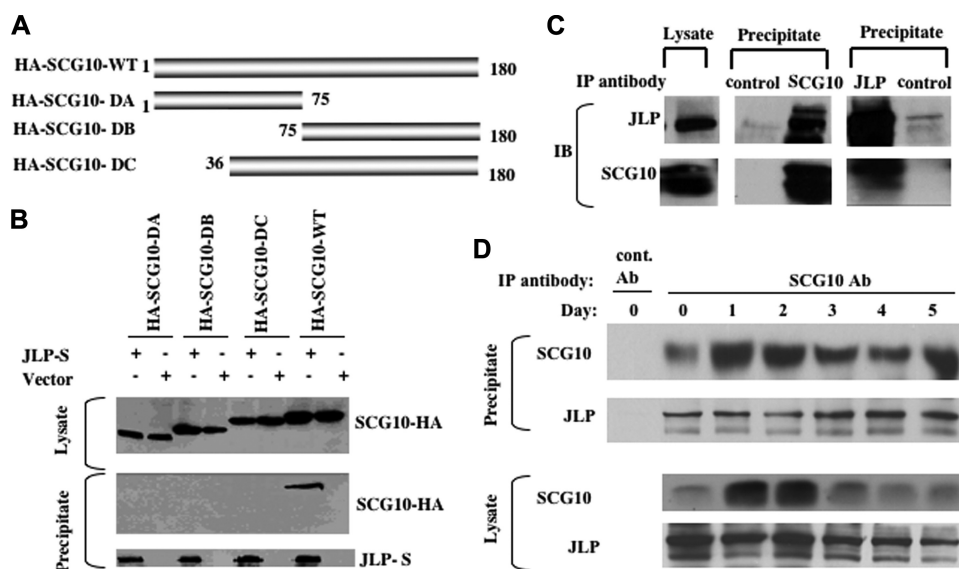 A
HA-SCG10-WT 1 180
HA-SCG10- DA 1 75
HA-SCG10- DB 75 180
HA-SCG10- DC 36 180
B
HA-SCG10-DA HA-SCG10-DB HA-SCG10-DC HA-SCG10-WT
JLP-S + - + - + - + -
Vector - + - + - + - +
Lysate SCG10-HA
Precipitate SCG10-HA
JLP- S
C
Lysate Precipitate Precipitate
IP antibody control SCG10 JLP control
IB JLP
SCG10
D
cont. Ab
IP antibody: SCG10 Ab
Day: 0 0 1 2 3 4 5
Precipitate SCG10
JLP
Lysate SCG10
JLP